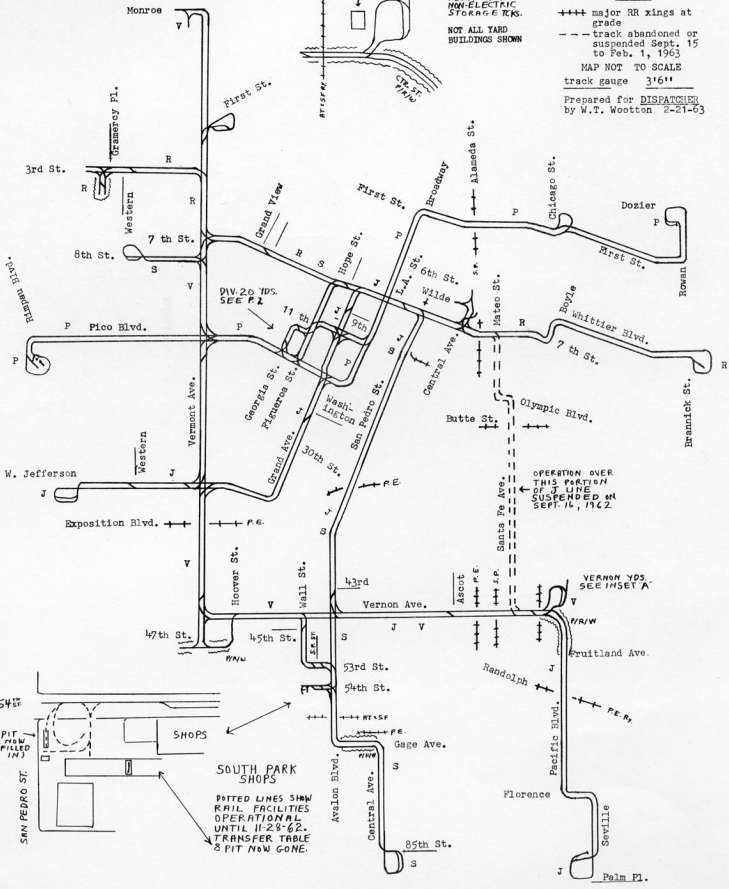 NON-ELECTRIC
STORAGE TCKS.
NOT ALL YARD
BUILDINGS SHOWN
AT&SF RY.
CTR. ST.
P/R/W
major RR xings at
grade
track abandoned or
suspended Sept. 15
to Feb. 1, 1963
MAP NOT TO SCALE
track gauge 3'6"
Prepared for DISPATCHER
by W.T. Wootton 2-21-63
Monroe
V
First St.
Gramercy Pl.
3rd St.
R
R
R
Western
7 th St.
8th St.
S
V
Grand View
R
S
Hope St.
J
First St.
Broadway
P
Alameda St.
S.P.
P
Chicago St.
Dozier
P
First St.
Rowan
L.A. St.
6th St.
Wilde
Mateo St.
R
Boyle
Whittier Blvd.
7 th St.
R
Brannick St.
Rimpau Blvd.
P
Pico Blvd.
P
P
DIV. 20 YDS.
SEE P. 2
11 th
J
9th
P
Georgia St.
Figueroa St.
Wash-
ington
J
S
Central Ave.
Butte St.
Olympic Blvd.
Vermont Ave.
Grand Ave.
J
30th St.
San Pedro St.
P.E.
J
S
W. Jefferson
J
Western
J
Exposition Blvd.
P.E.
Santa Fe Ave.
OPERATION OVER
THIS PORTION
OF J LINE
SUSPENDED ON
SEPT. 16, 1962
V
Hoover St.
Wall St.
43rd
Vernon Ave.
V
J V
Ascot
P.E.
S.P.
VERNON YDS.
SEE INSET "A"
V
P/R/W
Fruitland Ave.
47th St.
P/R/W
45th St.
S
53rd St.
54th St.
AT&SF
P.E.
Gage Ave.
P/R/W
S
Avalon Blvd.
Central Ave.
85th St.
S
J
Randolph
P.E. Ry.
Pacific Blvd.
Florence
Seville
J
Palm Pl.
54TH
ST.
PIT
NOW
FILLED
IN)
SHOPS
SAN PEDRO ST.
SOUTH PARK
SHOPS
DOTTED LINES SHOW
RAIL FACILITIES
OPERATIONAL
UNTIL 11-28-62.
TRANSFER TABLE
& PIT NOW GONE.